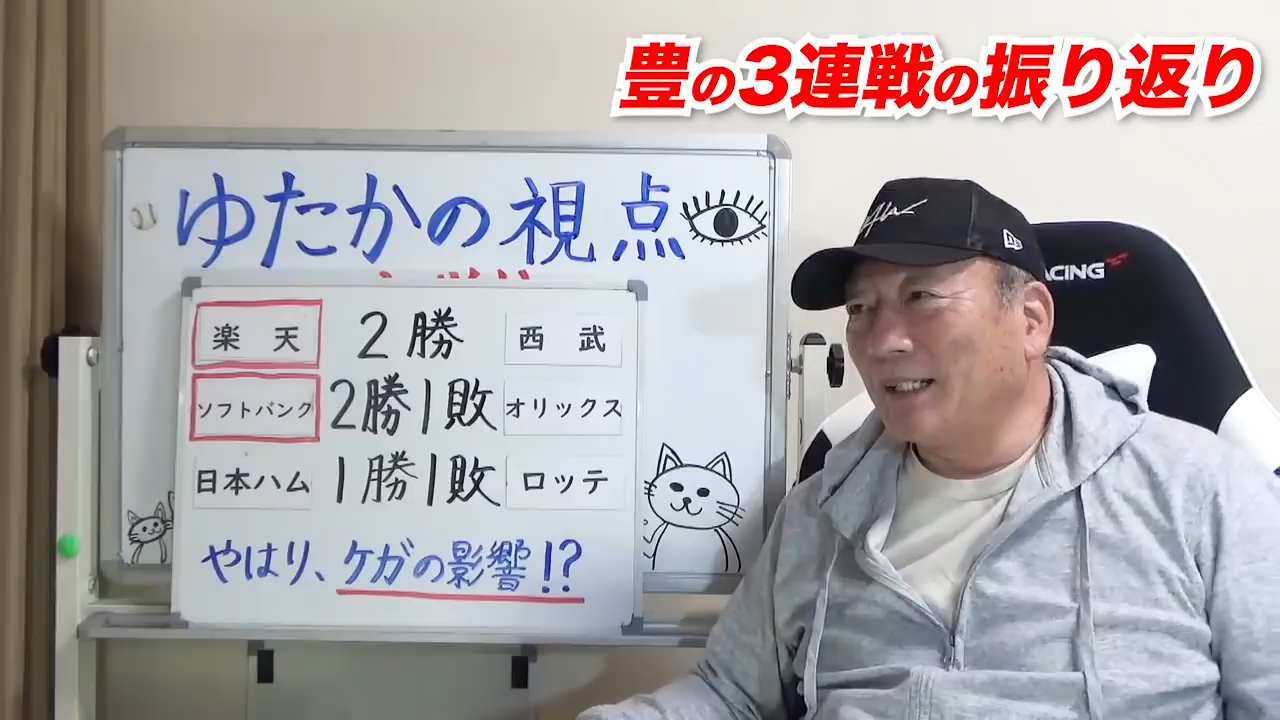 豊の3連戦の振り返り
ゆたかの視点
楽天 2勝 西武
ソフトバンク 2勝1敗 オリックス
日本ハム 1勝1敗 ロッテ
やはり、ケガの影響!?
ACING